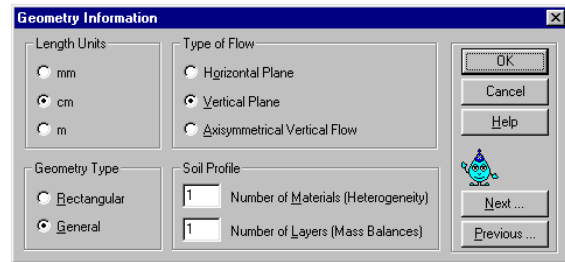 Geometry Information
Length Units
mm
cm
m
Type of Flow
Horizontal Plane
Vertical Plane
Axisymmetrical Vertical Flow
Geometry Type
Rectangular
General
Soil Profile
1 Number of Materials (Heterogeneity)
1 Number of Layers (Mass Balances)
OK
Cancel
Help
Next ...
Previous ...